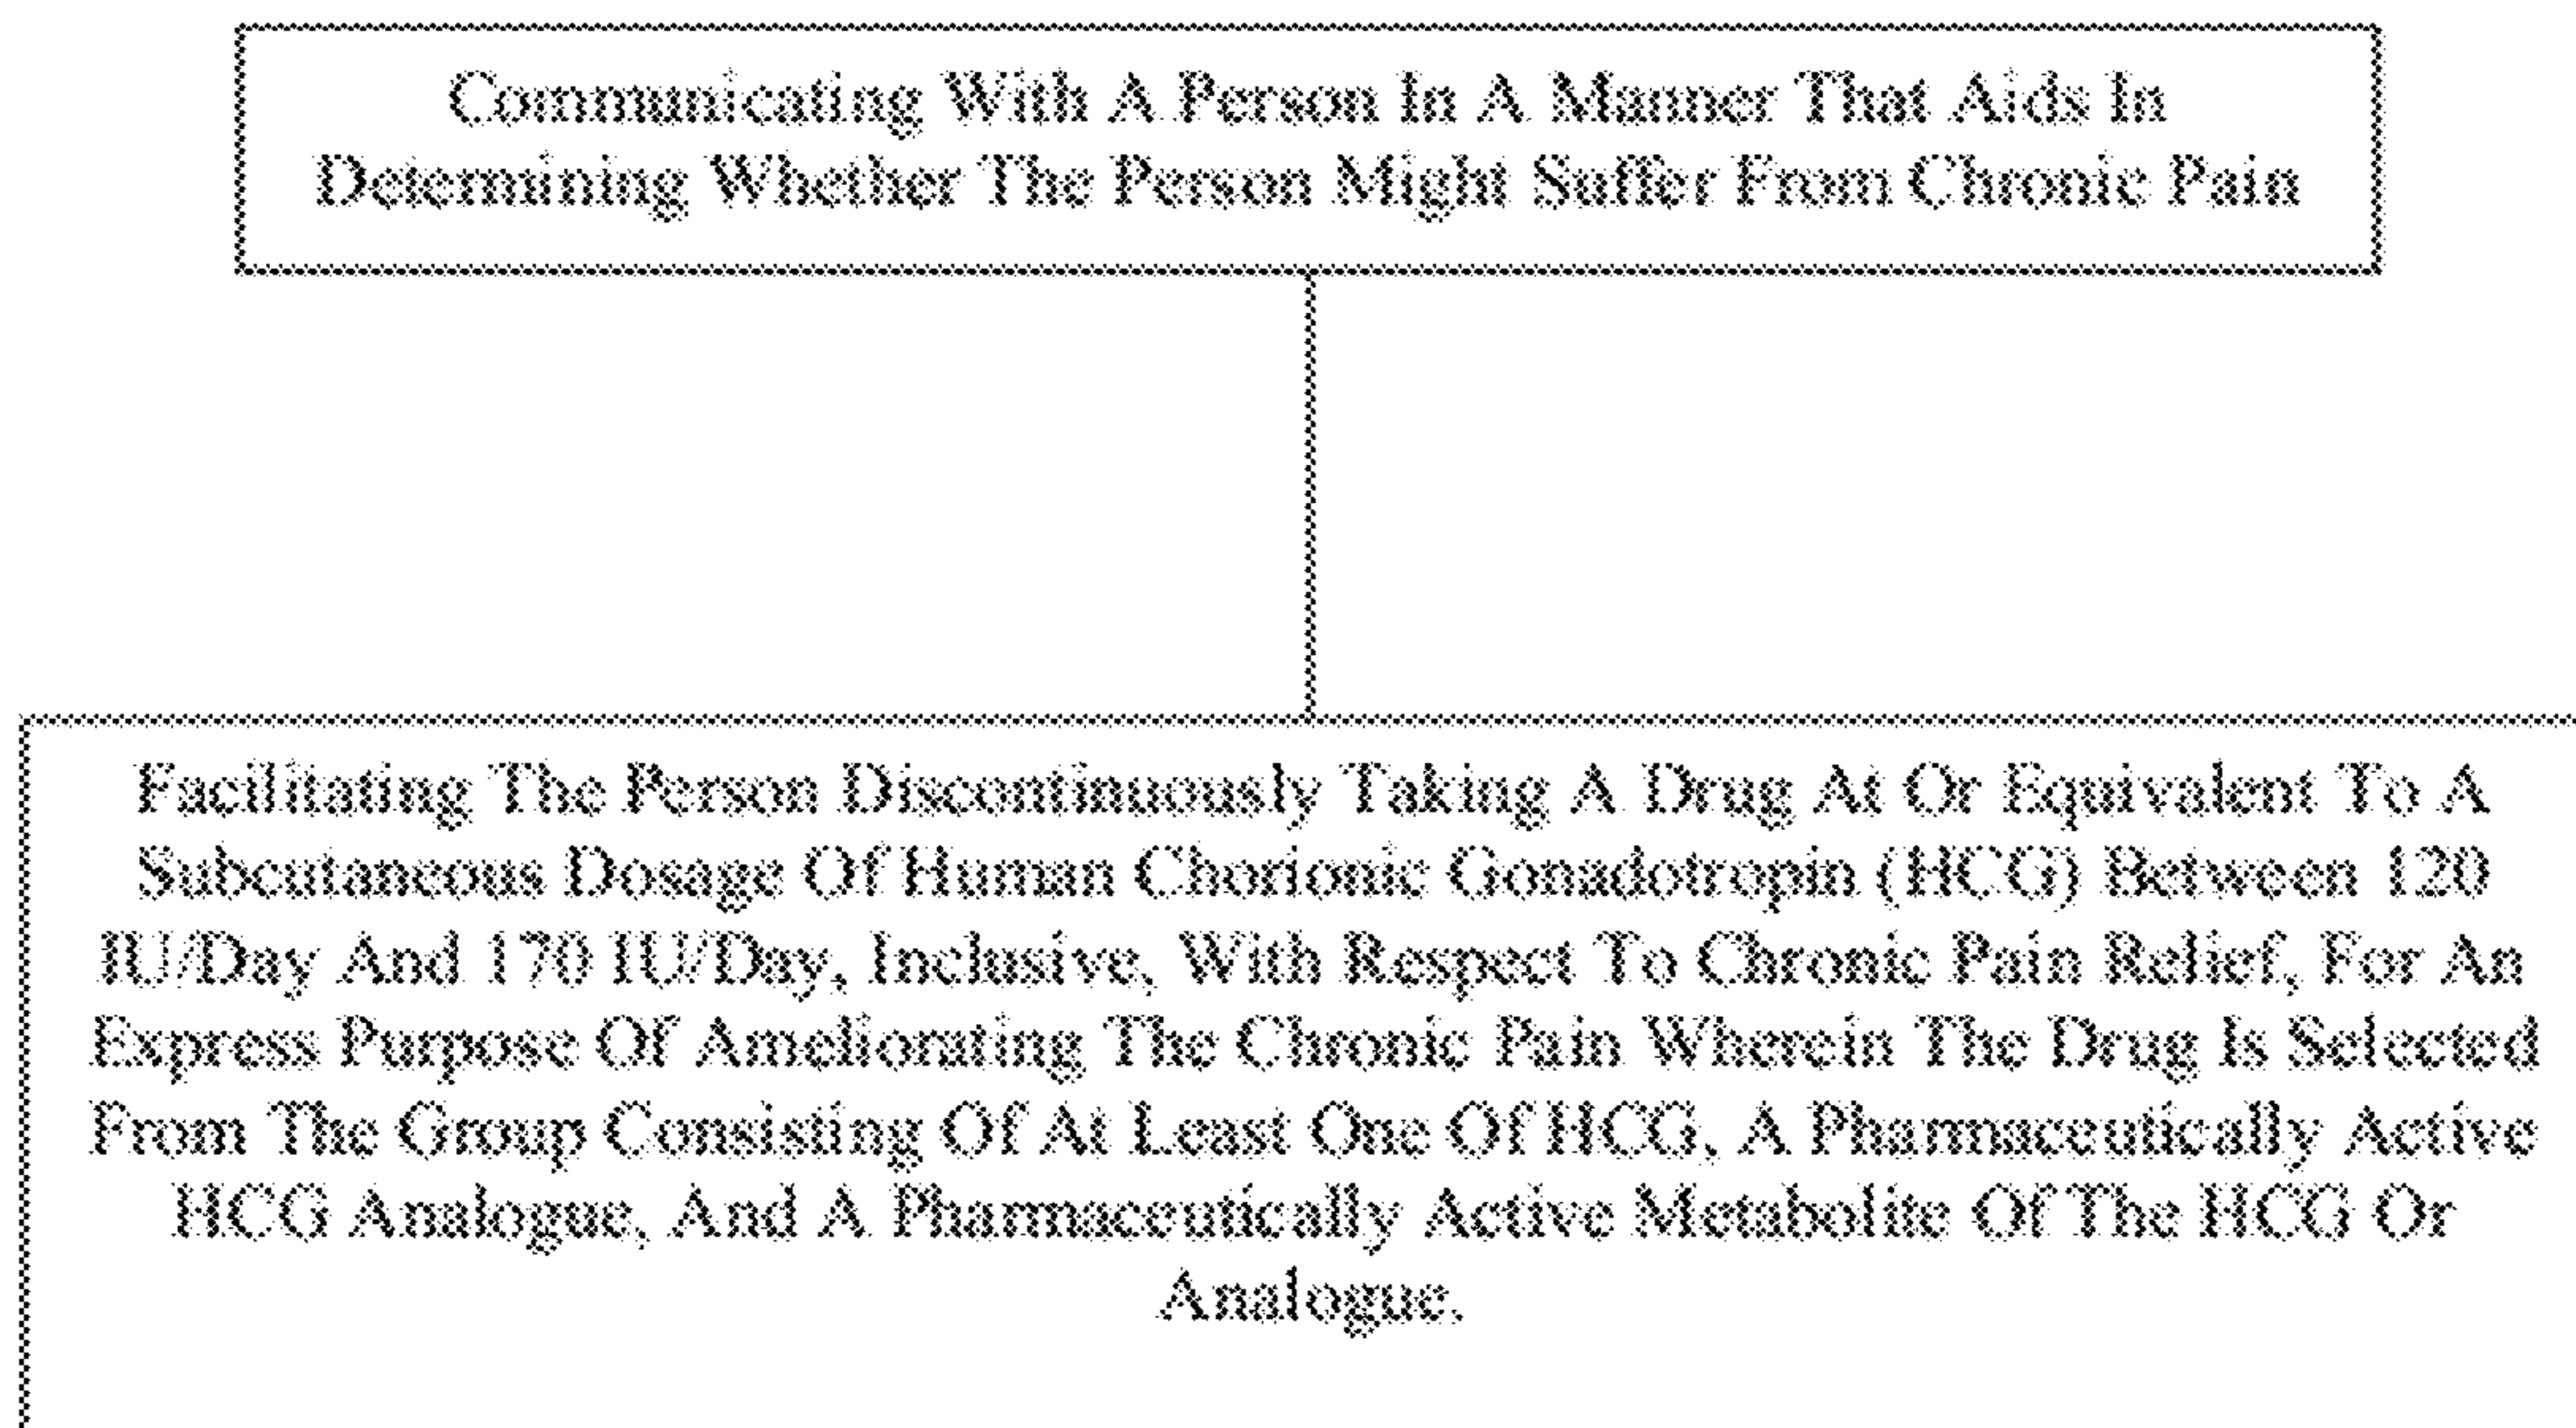 Communicating With A Person In A Manner That Aids In
Determining Whether The Person Might Suffer From Chronic Pain
Facilitating The Person Discontinuously Taking A Drug At Or Equivalent To A
Subcutaneous Dosage Of Human Chorionic Gonadotropin (HCG) Between 120
IU/Day And 170 IU/Day, Inclusive, With Respect To Chronic Pain Relief, For An
Express Purpose Of Ameliorating The Chronic Pain Wherein The Drug Is Selected
From The Group Consisting Of At Least One Of HCG, A Pharmaceutically Active
HCG Analogue, And A Pharmaceutically Active Metabolite Of The HCG Or
Analogue.